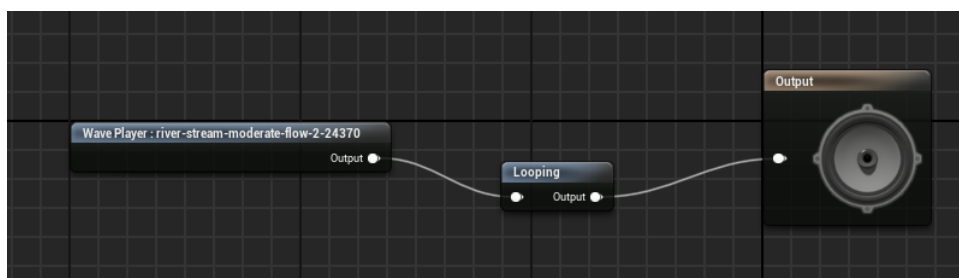 Wave Player : river-stream-moderate-flow-2-24370
Output
Looping
Output
Output